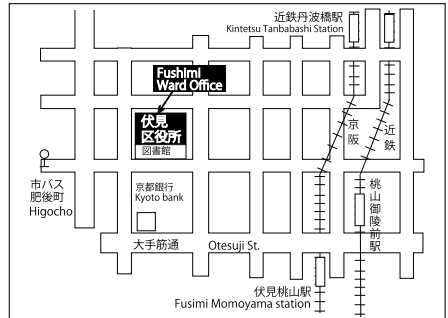 近鉄丹波橋駅
Kintetsu Tanbabashi Station
Fushimi
Ward Office
伏見
区役所
図書館
京阪
近鉄
市バス
肥後町
Higocho
京都銀行
Kyoto bank
桃山御陵前駅
大手筋通 Otesuji St.
伏見桃山駅
Fusimi Momoyama station